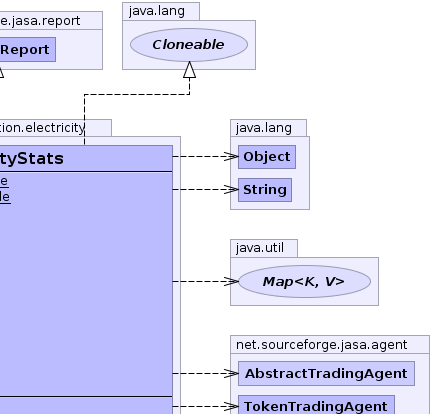 e.jasa.report
Report
java.lang
Cloneable
tion.electricity
tyStats
e
le
java.lang
Object
String
java.util
Map<K, V>
net.sourceforge.jasa.agent
AbstractTradingAgent
TokenTradingAgent